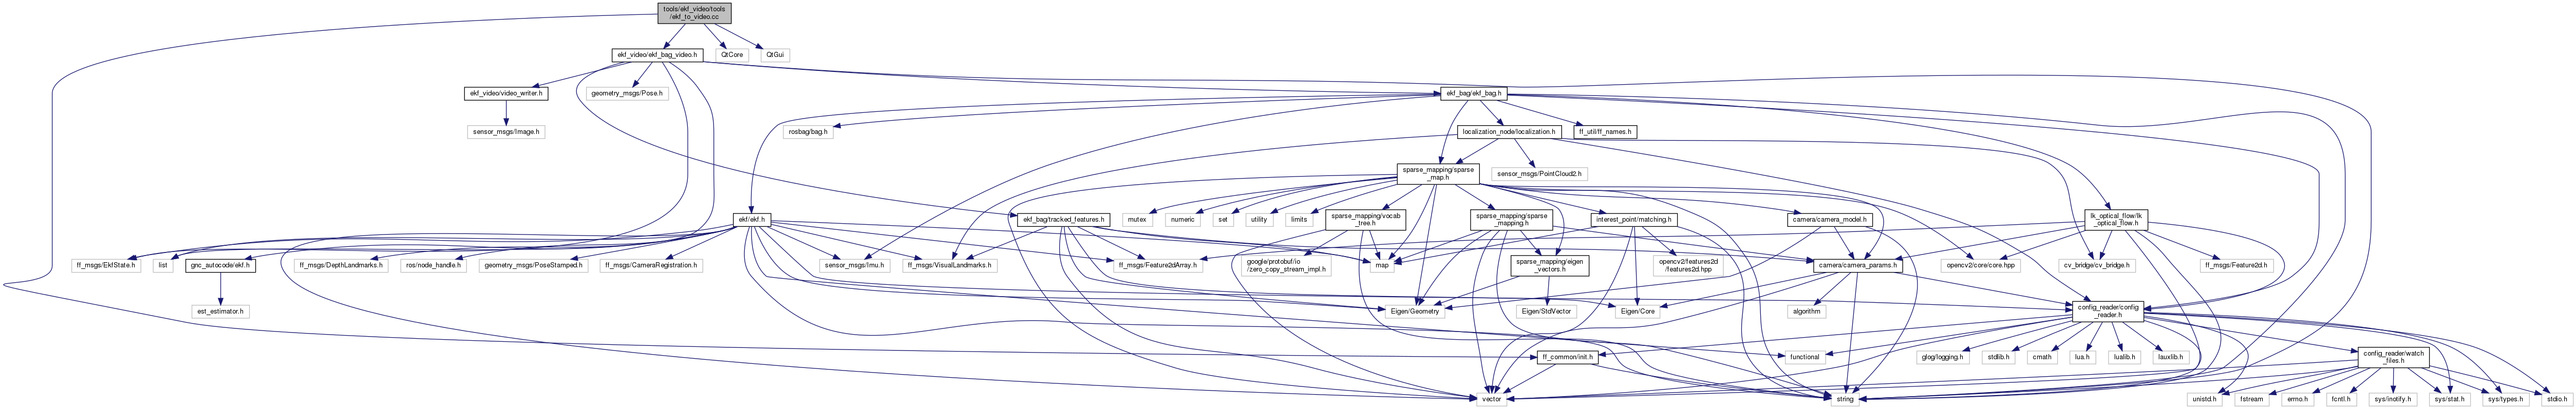 tools/ekf_video/tools
/ekf_to_video.cc
ekf_video/ekf_bag_video.h
QtCore
QtGui
ekf_video/video_writer.h
geometry_msgs/Pose.h
ekf_bag/ekf_bag.h
sensor_msgs/Image.h
rosbag/bag.h
localization_node/localization.h
ff_util/ff_names.h
sparse_mapping/sparse
_map.h
sensor_msgs/PointCloud2.h
ekf/ekf.h
ekf_bag/tracked_features.h
mutex
numeric
set
utility
limits
sparse_mapping/vocab
_tree.h
sparse_mapping/sparse
_mapping.h
interest_point/matching.h
camera/camera_model.h
lk_optical_flow/lk
_optical_flow.h
ff_msgs/EkfState.h
list
gnc_autocode/ekf.h
ff_msgs/DepthLandmarks.h
ros/node_handle.h
geometry_msgs/PoseStamped.h
ff_msgs/CameraRegistration.h
sensor_msgs/Imu.h
ff_msgs/VisualLandmarks.h
ff_msgs/Feature2dArray.h
google/protobuf/io
/zero_copy_stream_impl.h
map
sparse_mapping/eigen
_vectors.h
opencv2/features2d
/features2d.hpp
camera/camera_params.h
opencv2/core/core.hpp
cv_bridge/cv_bridge.h
ff_msgs/Feature2d.h
est_estimator.h
Eigen/Geometry
Eigen/StdVector
Eigen/Core
algorithm
config_reader/config
_reader.h
ff_common/init.h
functional
glog/logging.h
stdlib.h
cmath
lua.h
lualib.h
lauxlib.h
config_reader/watch
_files.h
vector
string
unistd.h
fstream
errno.h
fcntl.h
sys/inotify.h
sys/stat.h
sys/types.h
stdio.h